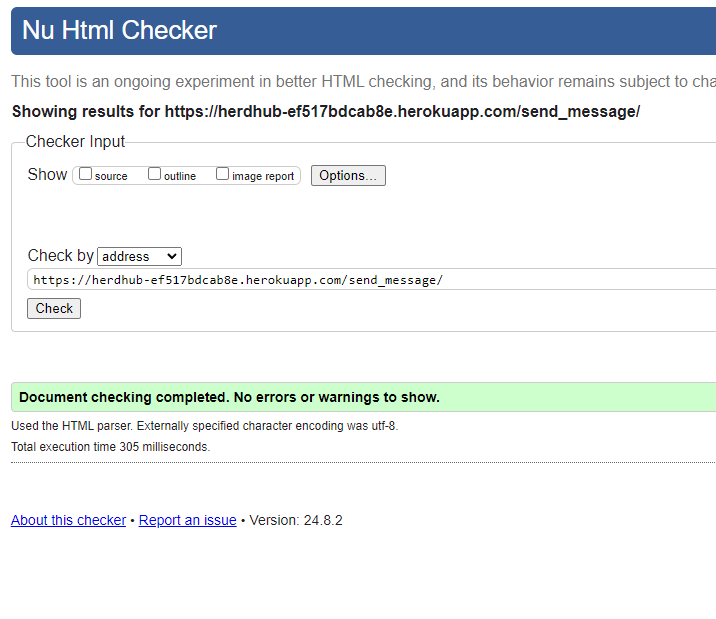 Nu Html Checker
This tool is an ongoing experiment in better HTML checking, and its behavior remains subject to cha
Showing results for https://herdhub-ef517bdcab8e.herokuapp.com/send_message/
Checker Input
Show source outline image report Options...
Check by address
https://herdhub-ef517bdcab8e.herokuapp.com/send_message/
Check
Document checking completed. No errors or warnings to show.
Used the HTML parser. Externally specified character encoding was utf-8.
Total execution time 305 milliseconds.
About this checker • Report an issue • Version: 24.8.2